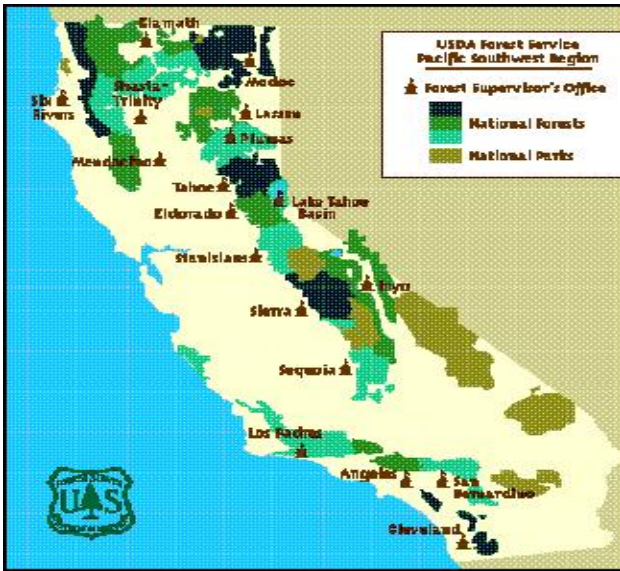 USDA Forest Service
Pacific Southwest Region
Forest Supervisor's Office
National Forests
National Parks
Klamath
Modoc
Shasta-
Trinity
Six
Rivers
Lassen
Plumas
Mendocino
Tahoe
Lake Tahoe
Basin
Eldorado
Stanislaus
Inyo
Sierra
Sequoia
Los Padres
Angeles
San
Bernardino
Cleveland
U S